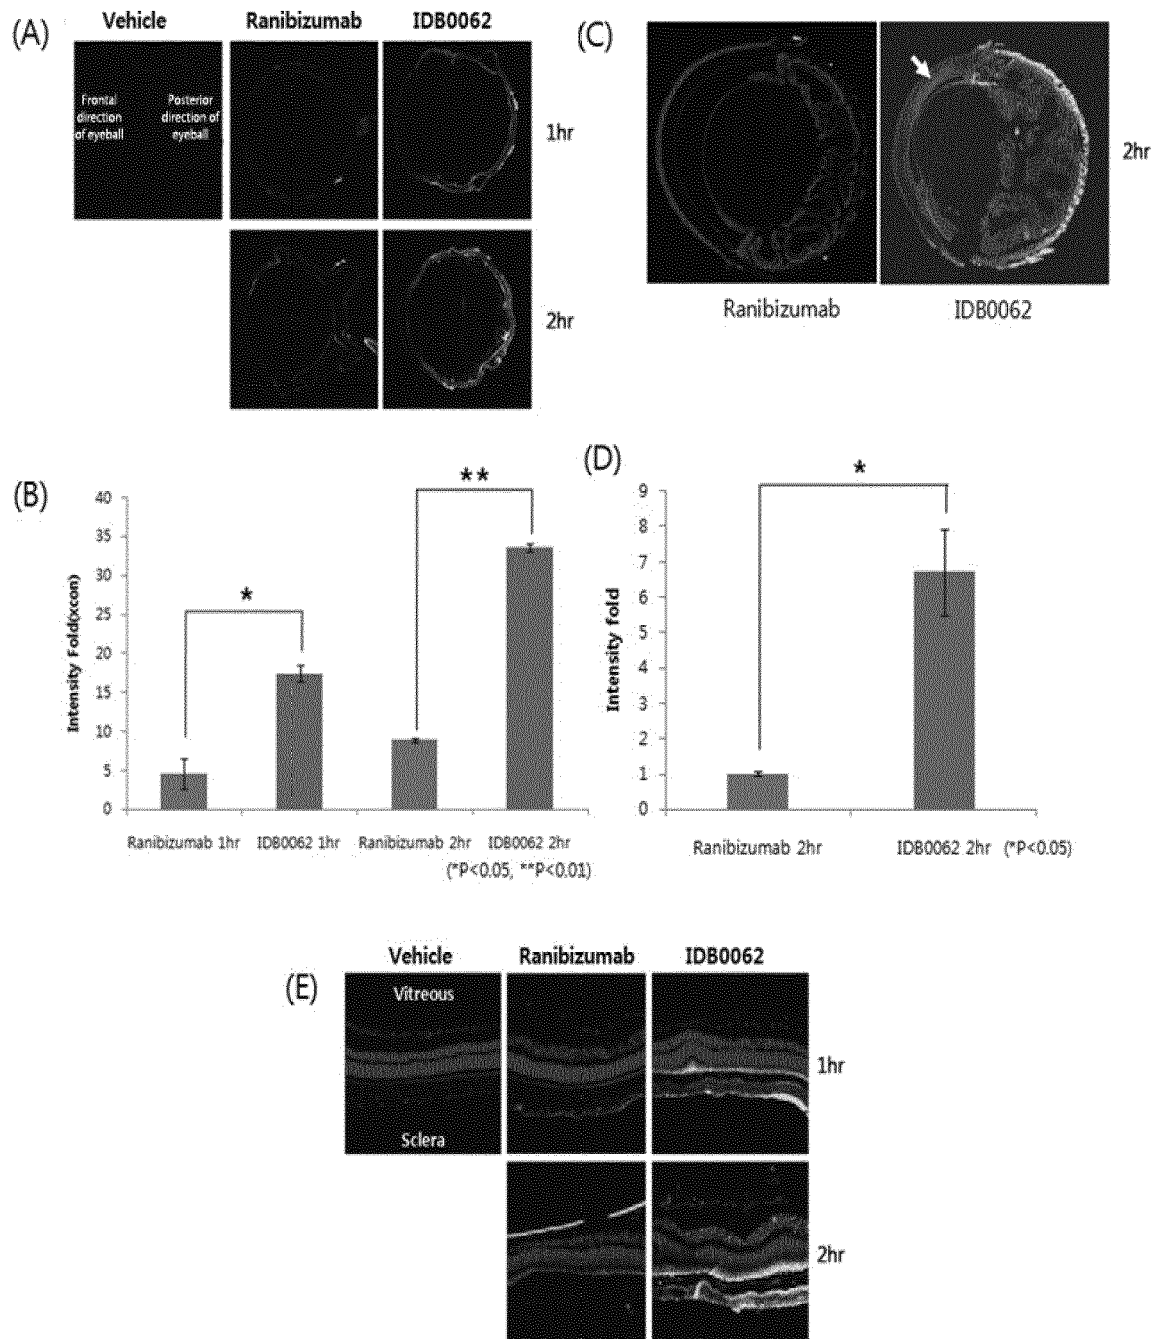 (A)
Vehicle
Ranibizumab
IDB0062
Frontal
direction
of eyeball
Posterior
direction of
eyeball
1hr
2hr
(C)
2hr
Ranibizumab
IDB0062
(B)
Intensity Fold(xcon)
40
35
30
25
20
15
10
5
0
*
**
Ranibizumab 1hr
IDB0062 1hr
Ranibizumab 2hr
IDB0062 2hr
(*P<0.05, **P<0.01)
(D)
Intensity fold
9
8
7
6
5
4
3
2
1
0
*
Ranibizumab 2hr
IDB0062 2hr (*P<0.05)
(E)
Vehicle
Ranibizumab
IDB0062
Vitreous
Sclera
1hr
2hr